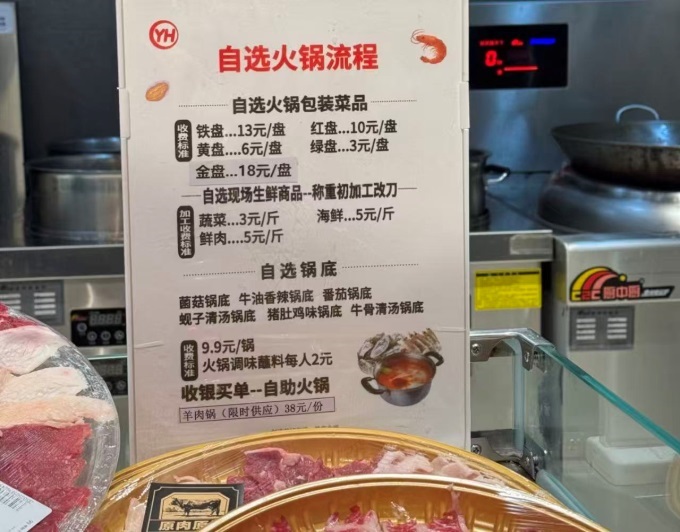 YH
自选火锅流程
自选火锅包装菜品
收费标准
铁盘...13元/盘 红盘...10元/盘
黄盘....6元/盘 绿盘...3元/盘
金盘...18元/盘
自选现场生鲜商品--称重初加工改刀
加工收费标准
蔬菜...3元/斤 海鲜...5元/斤
鲜肉....5元/斤
自选锅底
菌菇锅底 牛油香辣锅底 番茄锅底
蚬子清汤锅底 猪肚鸡味锅底 牛骨清汤锅底
收费标准
9.9元/锅
火锅调味蘸料每人2元
收银买单--自助火锅
羊肉锅（限时供应）38元/份
厨中厨
原肉原